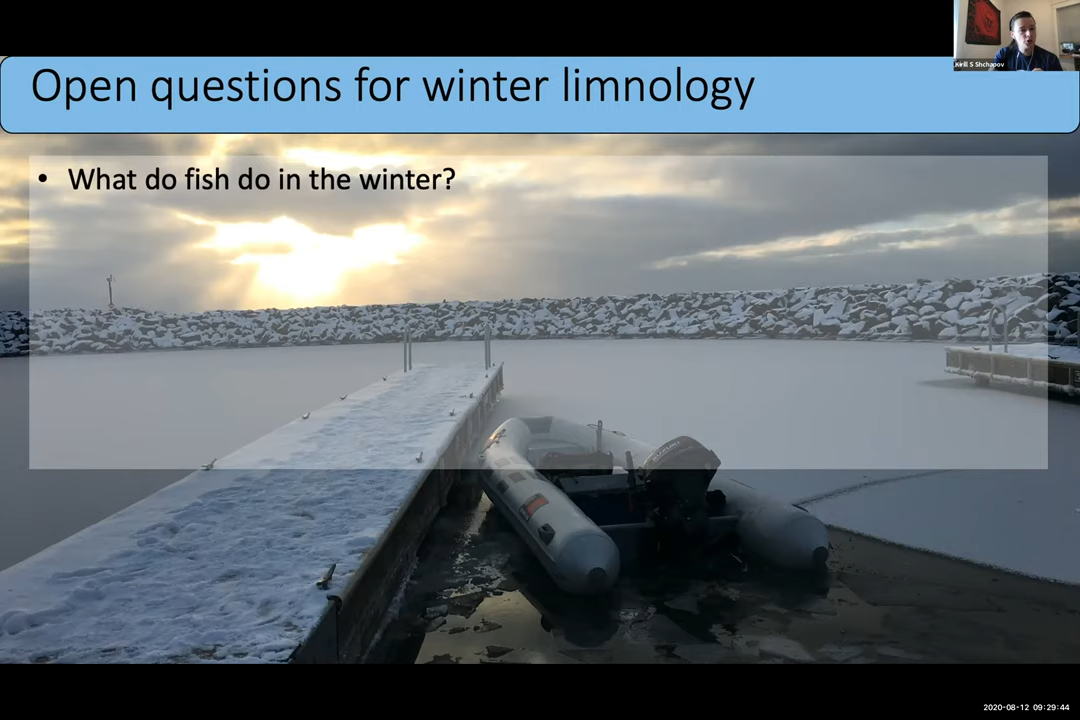 Kirill S Shchapov
Open questions for winter limnology
• What do fish do in the winter?
SUZUKI
2020-08-12 09:29:44